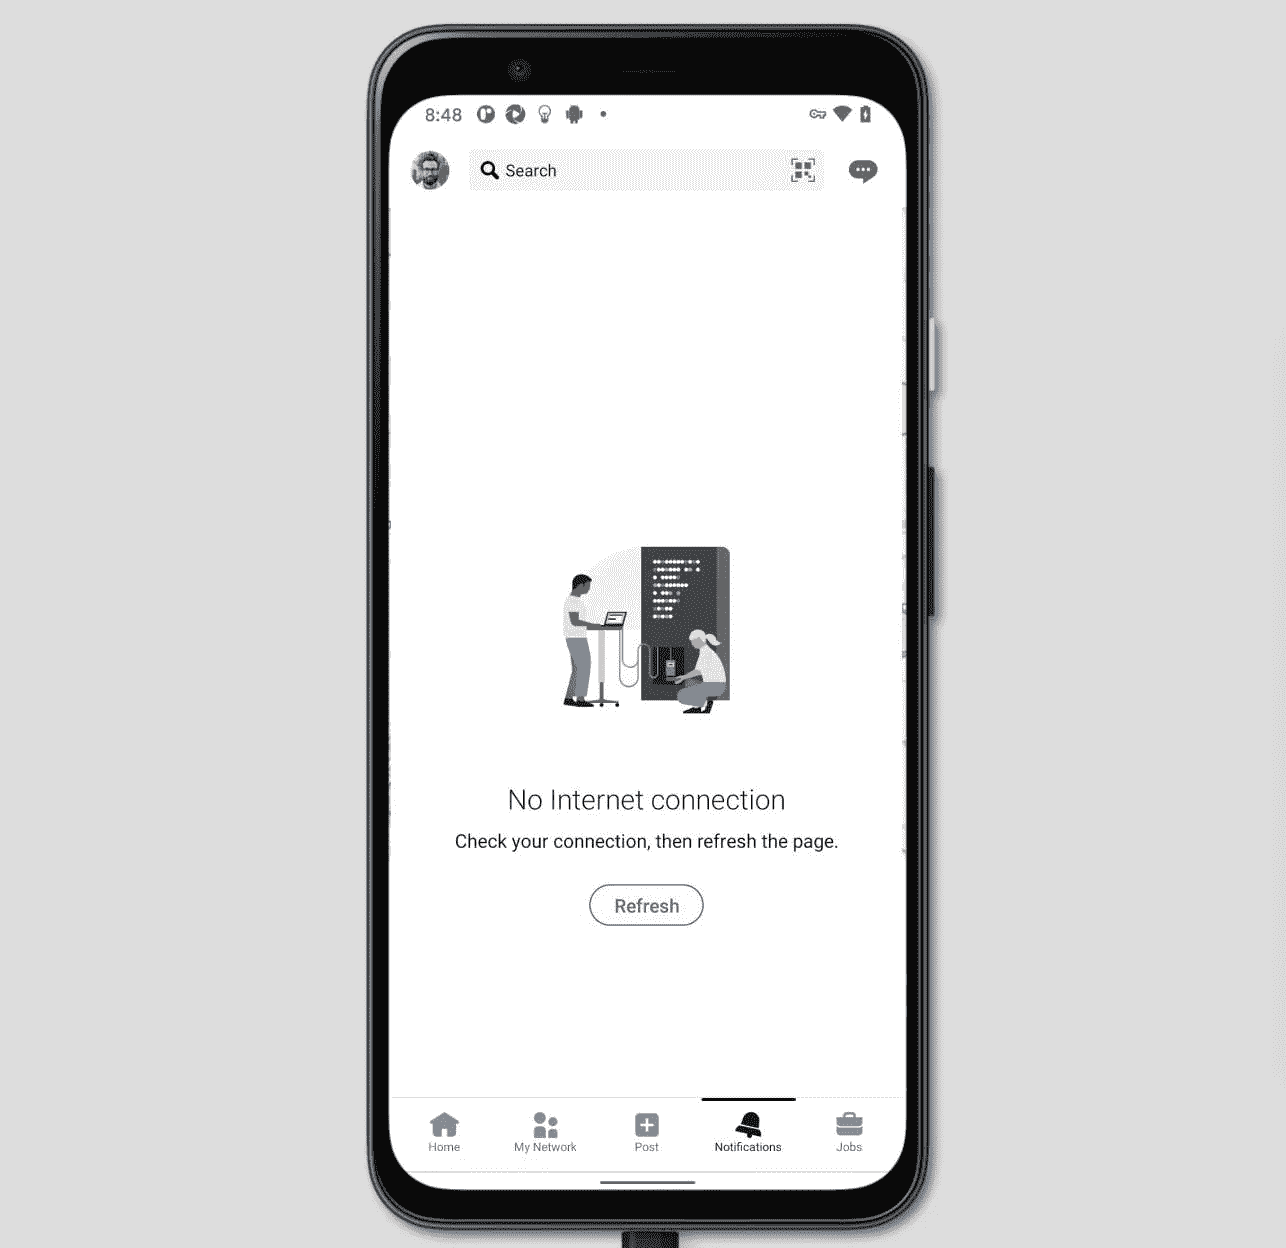 8:48
Search
No Internet connection
Check your connection, then refresh the page.
Refresh
Home
My Network
Post
Notifications
Jobs